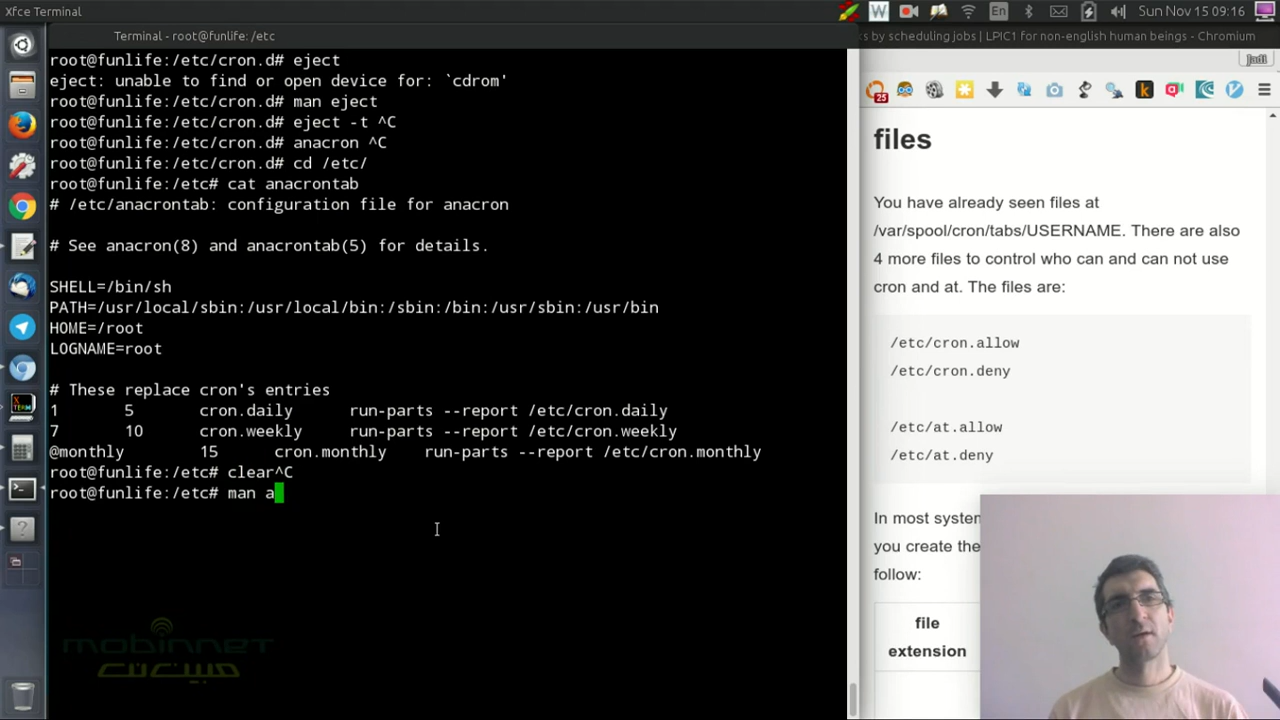 Xfce Terminal
En
Sun Nov 15 09:16
Terminal - root@funlife: /etc
ks by scheduling jobs | LPIC1 for non-english human beings - Chromium
Jadi
root@funlife:/etc/cron.d# eject
eject: unable to find or open device for: `cdrom'
root@funlife:/etc/cron.d# man eject
root@funlife:/etc/cron.d# eject -t ^C
root@funlife:/etc/cron.d# anacron ^C
root@funlife:/etc/cron.d# cd /etc/
root@funlife:/etc# cat anacrontab
# /etc/anacrontab: configuration file for anacron
# See anacron(8) and anacrontab(5) for details.
SHELL=/bin/sh
PATH=/usr/local/sbin:/usr/local/bin:/sbin:/bin:/usr/sbin:/usr/bin
HOME=/root
LOGNAME=root
# These replace cron's entries
1 5 cron.daily run-parts --report /etc/cron.daily
7 10 cron.weekly run-parts --report /etc/cron.weekly
@monthly 15 cron.monthly run-parts --report /etc/cron.monthly
root@funlife:/etc# clear^C
root@funlife:/etc# man a
mobinnet
مبین نت
25
files
You have already seen files at
/var/spool/cron/tabs/USERNAME. There are also
4 more files to control who can and can not use
cron and at. The files are:
/etc/cron.allow
/etc/cron.deny
/etc/at.allow
/etc/at.deny
In most system
you create the
follow:
file
extension